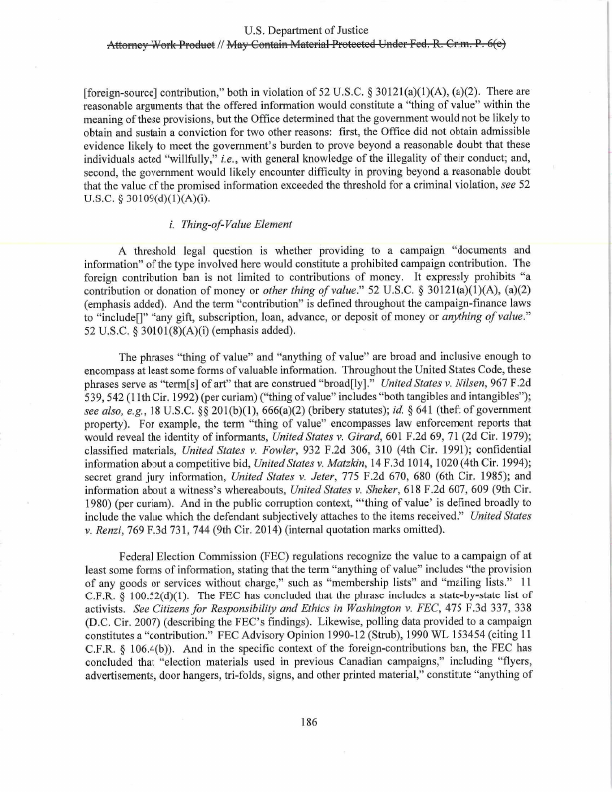 U.S. Department of Justice
Attorney Work Product // May Contain Material Protected Under Fed. R. Crim. P. 6(e)
[foreign-source] contribution,” both in violation of 52 U.S.C. § 30121(a)(1)(A), (a)(2). There are
reasonable arguments that the offered information would constitute a “thing of value” within the
meaning of these provisions, but the Office determined that the government would not be likely to
obtain and sustain a conviction for two other reasons: first, the Office did not obtain admissible
evidence likely to meet the government’s burden to prove beyond a reasonable doubt that these
individuals acted “willfully,” i.e., with general knowledge of the illegality of their conduct; and,
second, the government would likely encounter difficulty in proving beyond a reasonable doubt
that the value of the promised information exceeded the threshold for a criminal violation, see 52
U.S.C. § 30109(d)(1)(A)(i).
i. Thing-of-Value Element
A threshold legal question is whether providing to a campaign “documents and
information” of the type involved here would constitute a prohibited campaign contribution. The
foreign contribution ban is not limited to contributions of money. It expressly prohibits “a
contribution or donation of money or other thing of value.” 52 U.S.C. § 30121(a)(1)(A), (a)(2)
(emphasis added). And the term “contribution” is defined throughout the campaign-finance laws
to “include[]” “any gift, subscription, loan, advance, or deposit of money or anything of value.”
52 U.S.C. § 30101(8)(A)(i) (emphasis added).
The phrases “thing of value” and “anything of value” are broad and inclusive enough to
encompass at least some forms of valuable information. Throughout the United States Code, these
phrases serve as “term[s] of art” that are construed “broad[ly].” United States v. Nilsen, 967 F.2d
539, 542 (11th Cir. 1992) (per curiam) (“thing of value” includes “both tangibles and intangibles”);
see also, e.g., 18 U.S.C. §§ 201(b)(1), 666(a)(2) (bribery statutes); id. § 641 (theft of government
property). For example, the term “thing of value” encompasses law enforcement reports that
would reveal the identity of informants, United States v. Girard, 601 F.2d 69, 71 (2d Cir. 1979);
classified materials, United States v. Fowler, 932 F.2d 306, 310 (4th Cir. 1991); confidential
information about a competitive bid, United States v. Matzkin, 14 F.3d 1014, 1020 (4th Cir. 1994);
secret grand jury information, United States v. Jeter, 775 F.2d 670, 680 (6th Cir. 1985); and
information about a witness’s whereabouts, United States v. Sheker, 618 F.2d 607, 609 (9th Cir.
1980) (per curiam). And in the public corruption context, “‘thing of value’ is defined broadly to
include the value which the defendant subjectively attaches to the items received.” United States
v. Renzi, 769 F.3d 731, 744 (9th Cir. 2014) (internal quotation marks omitted).
Federal Election Commission (FEC) regulations recognize the value to a campaign of at
least some forms of information, stating that the term “anything of value” includes “the provision
of any goods or services without charge,” such as “membership lists” and “mailing lists.” 11
C.F.R. § 100.52(d)(1). The FEC has concluded that the phrase includes a state-by-state list of
activists. See Citizens for Responsibility and Ethics in Washington v. FEC, 475 F.3d 337, 338
(D.C. Cir. 2007) (describing the FEC’s findings). Likewise, polling data provided to a campaign
constitutes a “contribution.” FEC Advisory Opinion 1990-12 (Strub), 1990 WL 153454 (citing 11
C.F.R. § 106.4(b)). And in the specific context of the foreign-contributions ban, the FEC has
concluded that “election materials used in previous Canadian campaigns,” including “flyers,
advertisements, door hangers, tri-folds, signs, and other printed material,” constitute “anything of
186